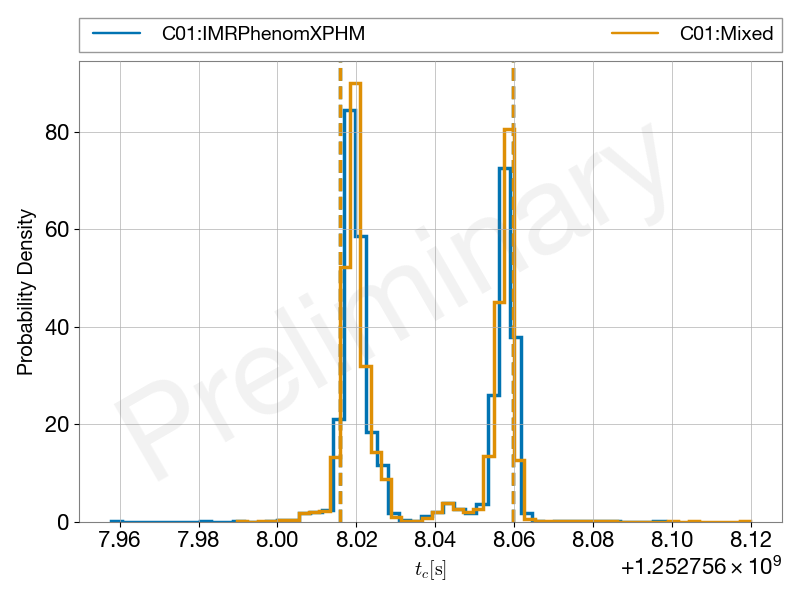 C01:IMRPhenomXPHM C01:Mixed
Preliminary
Probability Density
80
60
40
20
0
7.96 7.98 8.00 8.02 8.04 8.06 8.08 8.10 8.12
t_c[s]
+1.252756 × 10^9